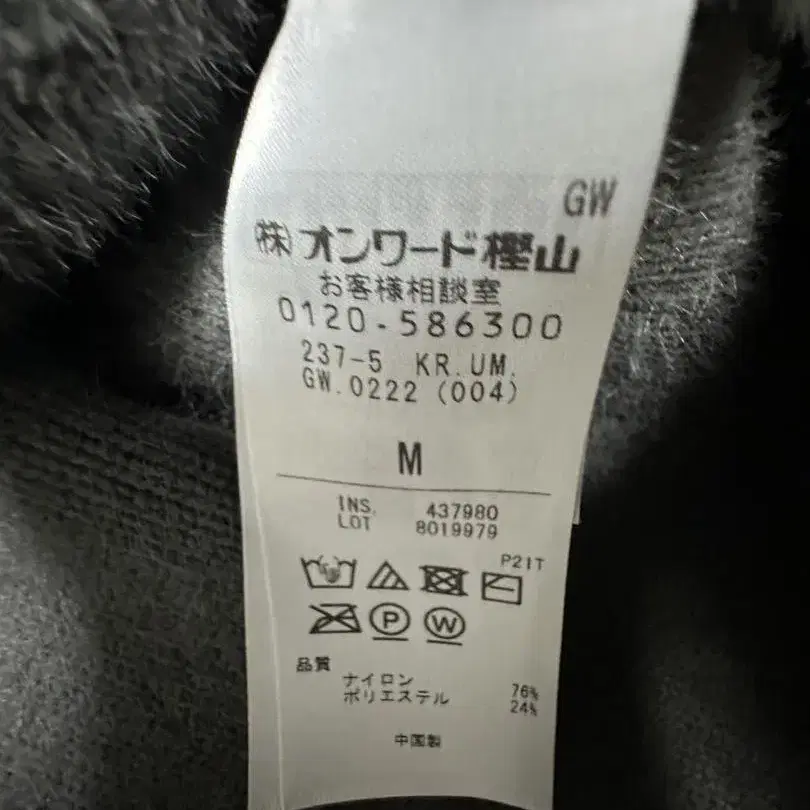 GW
(株)オンワード樫山
お客様相談室
0120-586300
237-5 KR.UM.
GW.0222 (004)
M
INS. 437980
LOT 8019979
P21T
P W
品質
ナイロン 76%
ポリエステル 24%
中国製